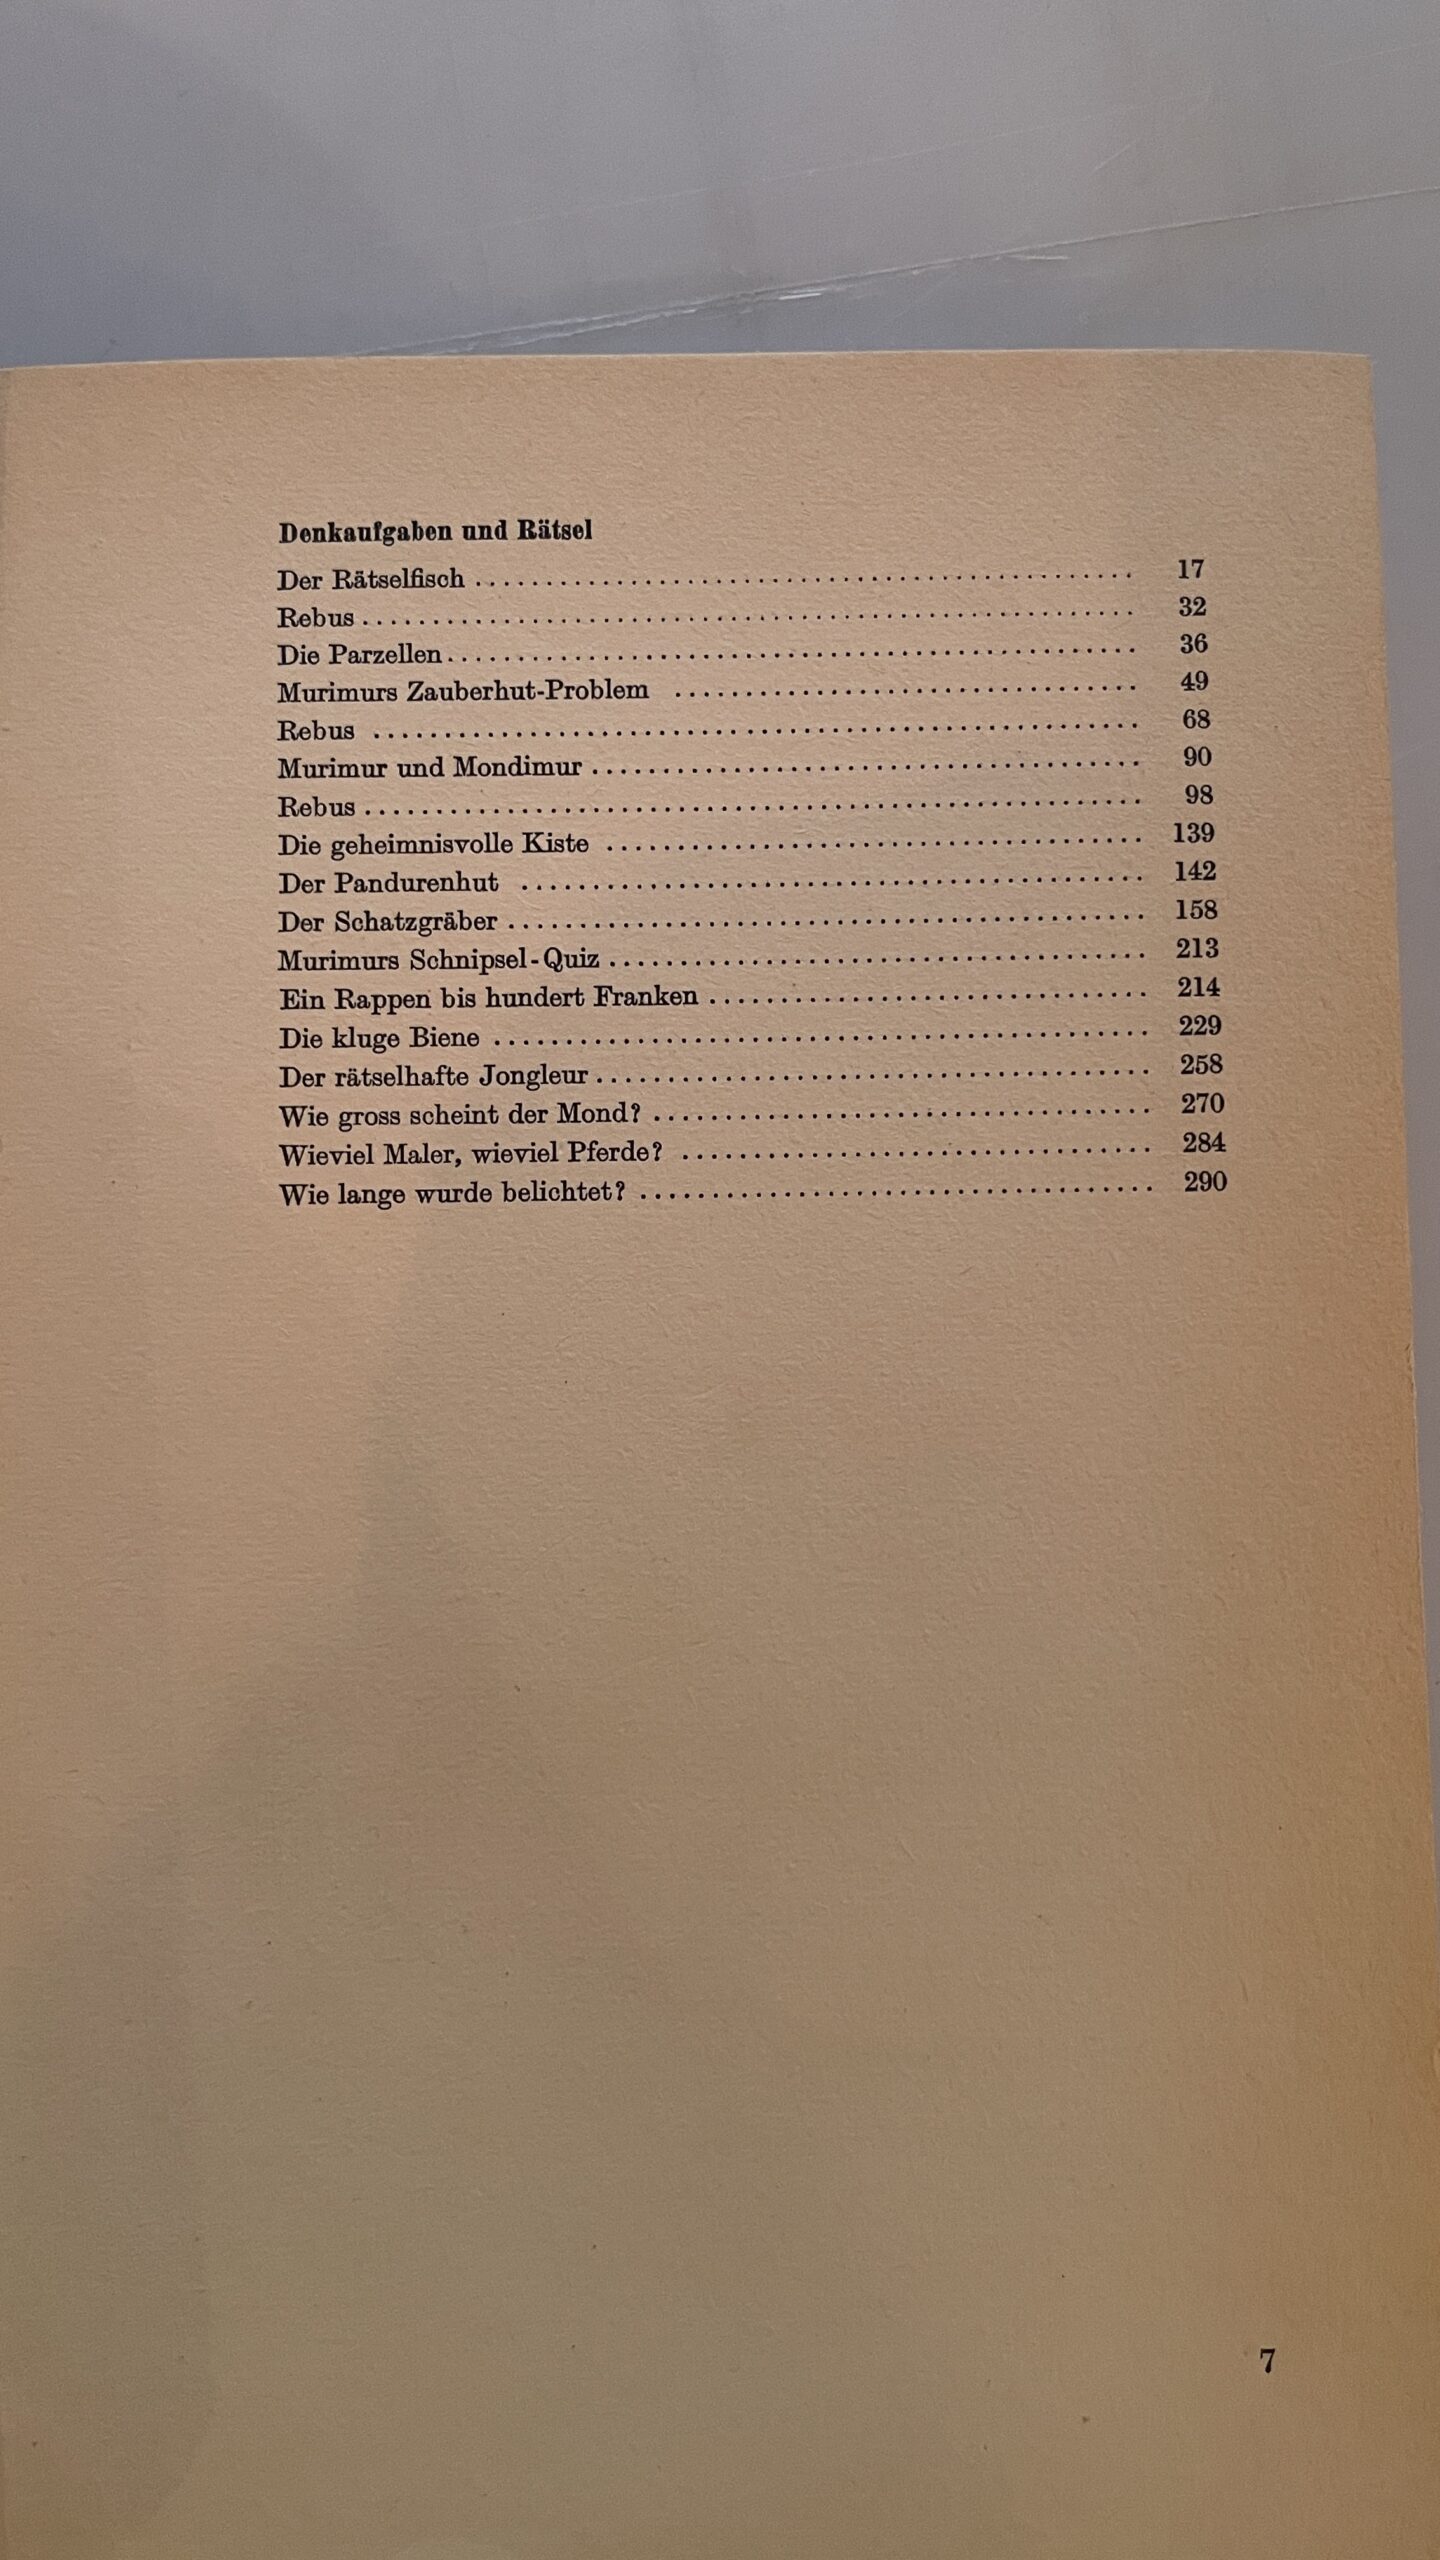 Denkaufgaben und Rätsel
Der Rätselfisch ................................................ 17
Rebus ........................................................ 32
Die Parzellen .................................................. 36
Murimurs Zauberhut-Problem ................................. 49
Rebus ....................................................... 68
Murimur und Mondimur ....................................... 90
Rebus ........................................................ 98
Die geheimnisvolle Kiste ...................................... 139
Der Pandurenhut ............................................ 142
Der Schatzgräber ............................................. 158
Murimurs Schnipsel-Quiz ...................................... 213
Ein Rappen bis hundert Franken ............................... 214
Die kluge Biene .............................................. 229
Der rätselhafte Jongleur ....................................... 258
Wie gross scheint der Mond? ................................... 270
Wieviel Maler, wieviel Pferde? ................................. 284
Wie lange wurde belichtet? .................................... 290
7